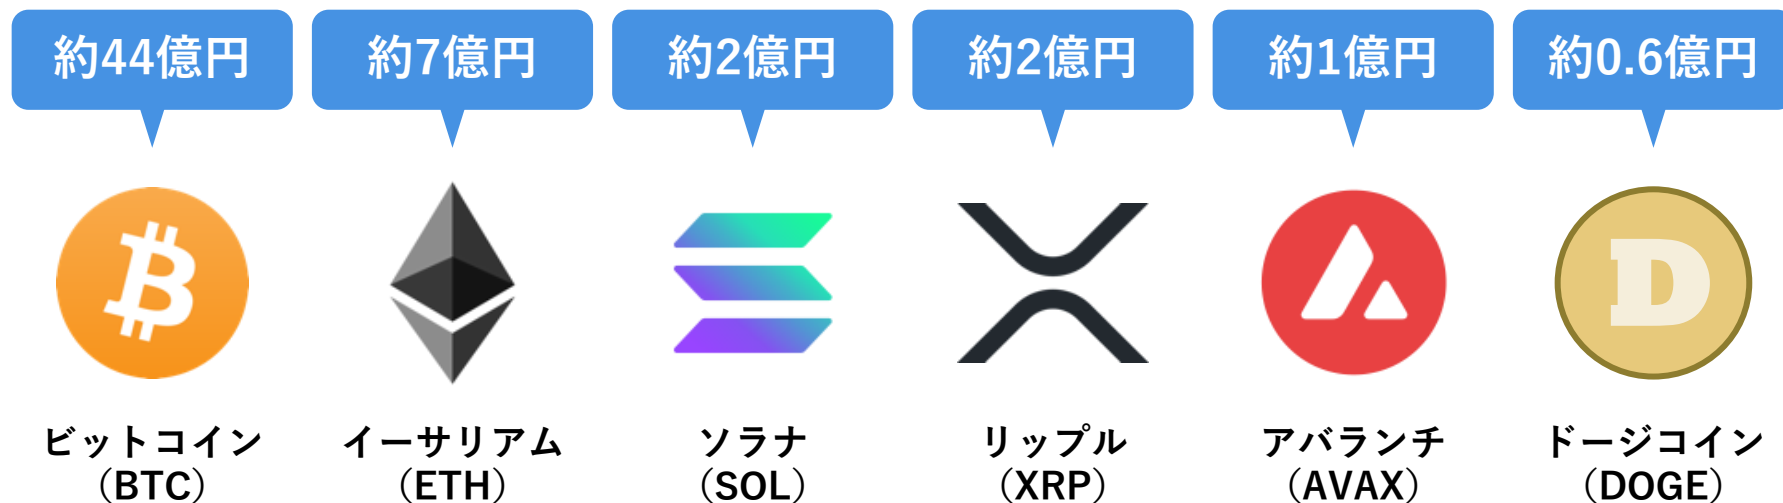 約44億円
約7億円
約2億円
約2億円
約1億円
約0.6億円
ビットコイン
（BTC）
イーサリアム
（ETH）
ソラナ
（SOL）
リップル
（XRP）
アバランチ
（AVAX）
ドージコイン
（DOGE）